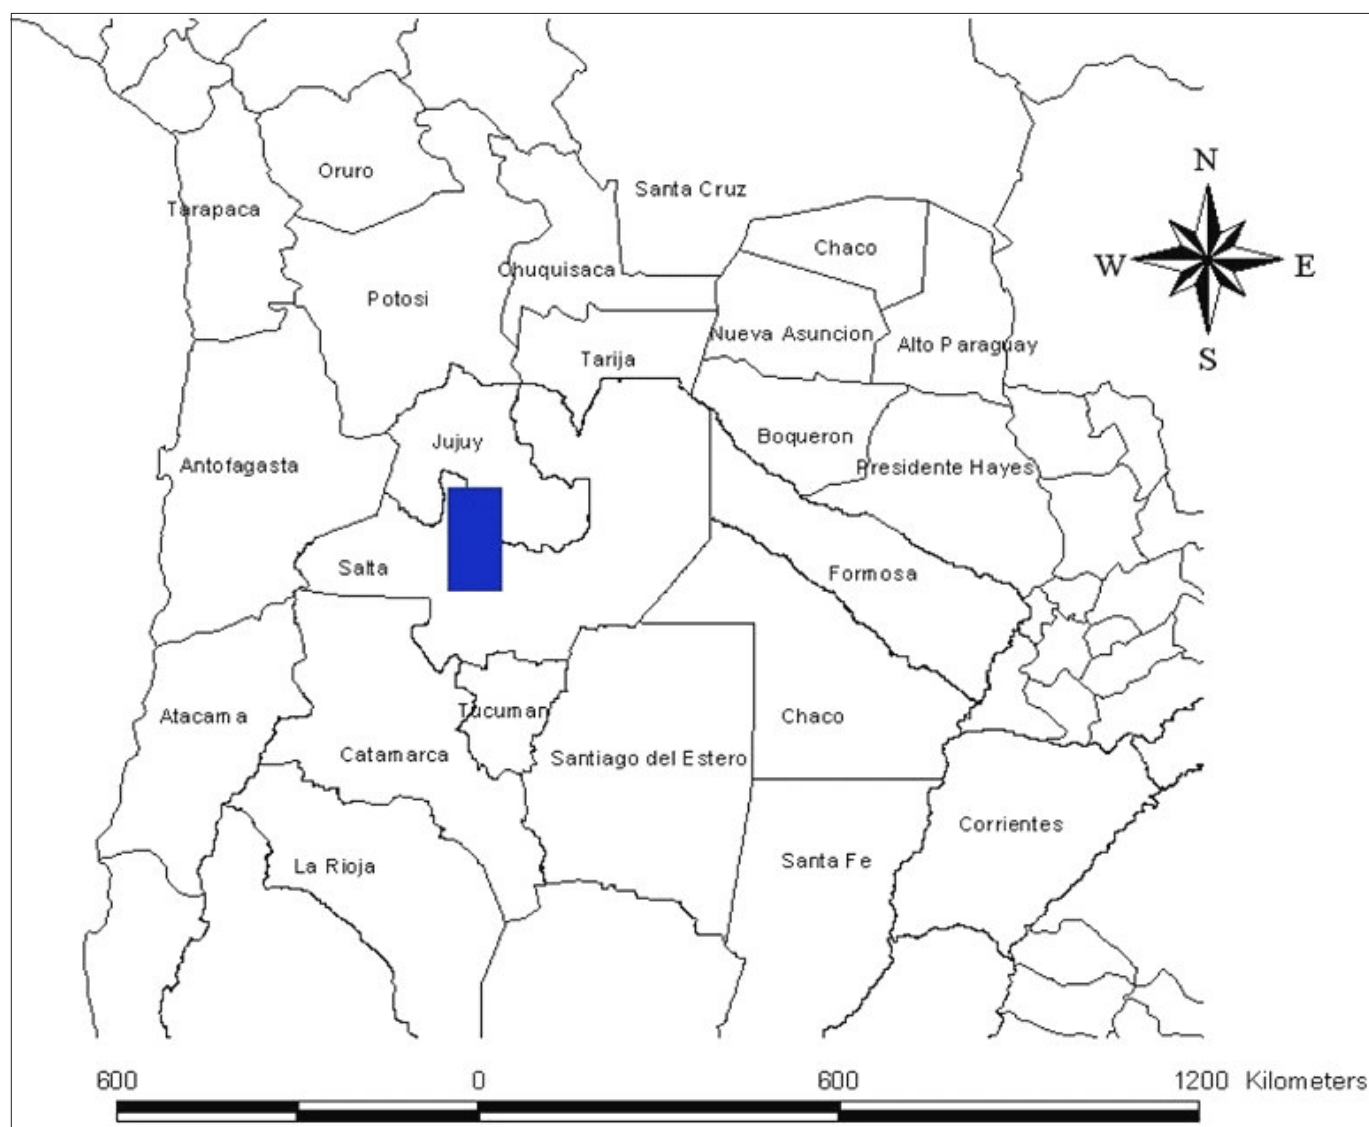 N
Oruro
Santa Cruz
Tarapaca
Chaco
W
E
Chuquisaca
Potosi
Nueva Asuncion
Alto Paraguay
S
Tarija
Jujuy
Boqueron
Antofagasta
Presidente Hayes
Salta
Formosa
Atacama
Tucuman
Chaco
Catamarca
Santiago del Estero
Corrientes
La Rioja
Santa Fe
600 0 600 1200 Kilometers